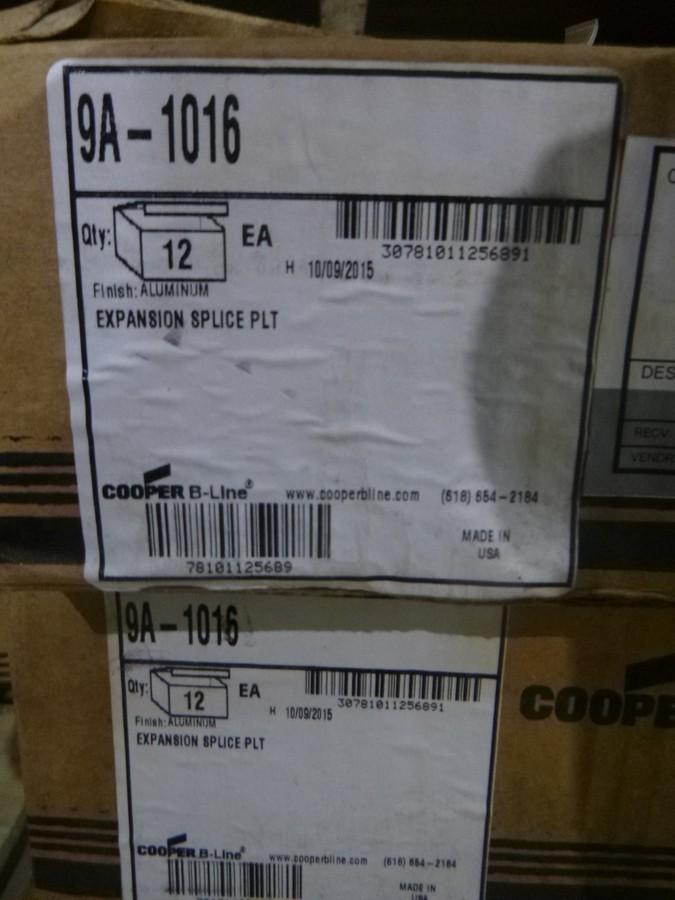 9A-1016
Qty: 12 EA
30781011256891
H 10/09/2015
Finish: ALUMINUM
EXPANSION SPLICE PLT
COOPER B-Line® www.cooperbline.com (618) 654-2184
78101125689
MADE IN
USA
DES
RECV
VENDR
9A-1016
Qty: 12 EA
30781011256891
H 10/09/2015
Finish: ALUMINUM
EXPANSION SPLICE PLT
COOPER B-Line® www.cooperbline.com (618) 654-2184
MADE IN
USA
COOPE